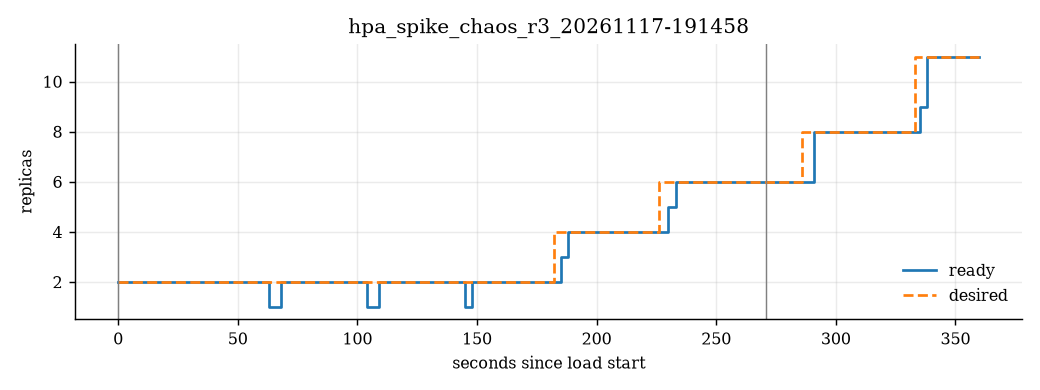 hpa_spike_chaos_r3_20261117-191458
replicas
10
8
6
4
2
ready
desired
0 50 100 150 200 250 300 350
seconds since load start